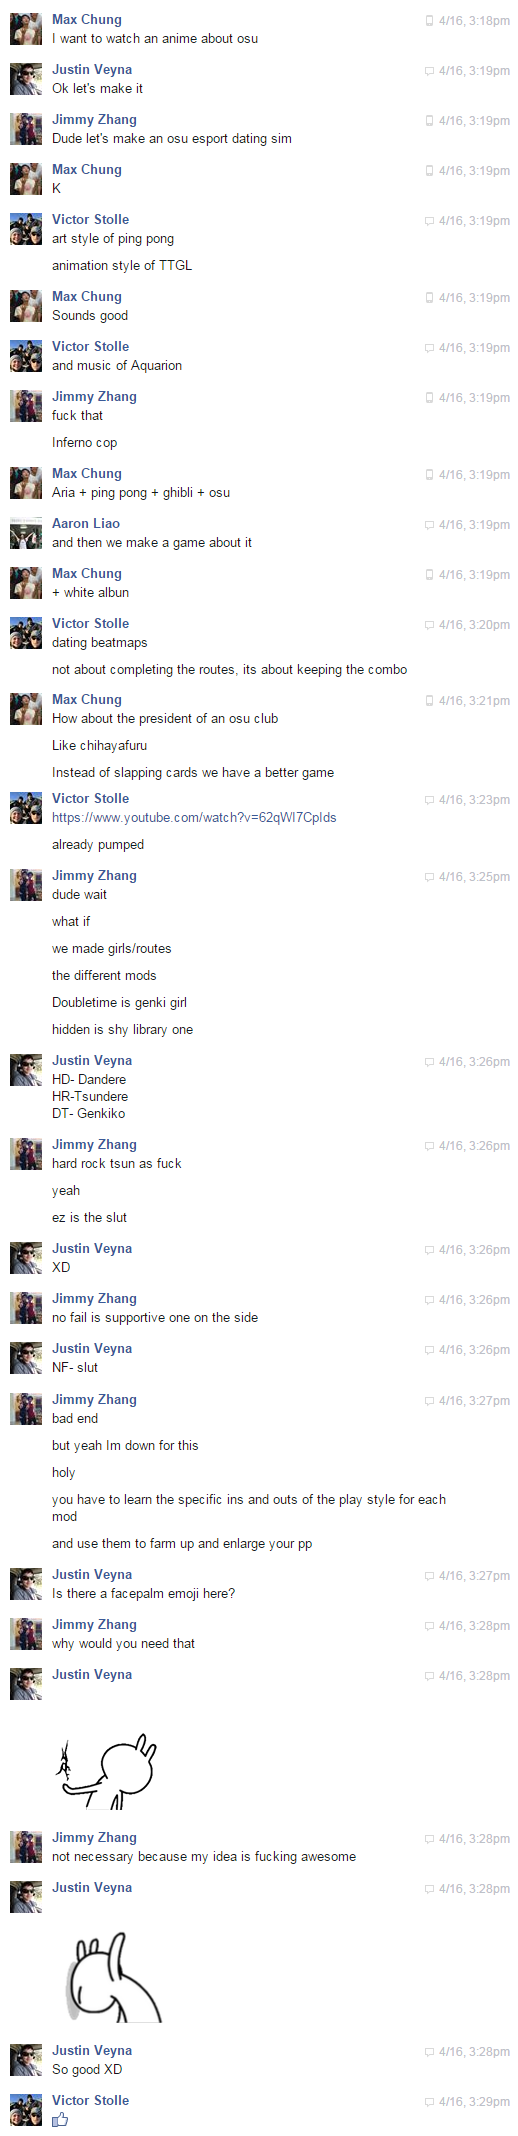 Max Chung 4/16, 3:18pm
I want to watch an anime about osu
Justin Veyna 4/16, 3:19pm
Ok let's make it
Jimmy Zhang 4/16, 3:19pm
Dude let's make an osu esport dating sim
Max Chung 4/16, 3:19pm
K
Victor Stolle 4/16, 3:19pm
art style of ping pong
animation style of TTGL
Max Chung 4/16, 3:19pm
Sounds good
Victor Stolle 4/16, 3:19pm
and music of Aquarion
Jimmy Zhang 4/16, 3:19pm
fuck that
Inferno cop
Max Chung 4/16, 3:19pm
Aria + ping pong + ghibli + osu
Aaron Liao 4/16, 3:19pm
and then we make a game about it
Max Chung 4/16, 3:19pm
+ white albun
Victor Stolle 4/16, 3:20pm
dating beatmaps
not about completing the routes, its about keeping the combo
Max Chung 4/16, 3:21pm
How about the president of an osu club
Like chihayafuru
Instead of slapping cards we have a better game
Victor Stolle 4/16, 3:23pm
https://www.youtube.com/watch?v=62qWI7Cplds
already pumped
Jimmy Zhang 4/16, 3:25pm
dude wait
what if
we made girls/routes
the different mods
Doubletime is genki girl
hidden is shy library one
Justin Veyna 4/16, 3:26pm
HD- Dandere
HR-Tsundere
DT- Genkiko
Jimmy Zhang 4/16, 3:26pm
hard rock tsun as fuck
yeah
ez is the slut
Justin Veyna 4/16, 3:26pm
XD
Jimmy Zhang 4/16, 3:26pm
no fail is supportive one on the side
Justin Veyna 4/16, 3:26pm
NF- slut
Jimmy Zhang 4/16, 3:27pm
bad end
but yeah Im down for this
holy
you have to learn the specific ins and outs of the play style for each
mod
and use them to farm up and enlarge your pp
Justin Veyna 4/16, 3:27pm
Is there a facepalm emoji here?
Jimmy Zhang 4/16, 3:28pm
why would you need that
Justin Veyna 4/16, 3:28pm
Jimmy Zhang 4/16, 3:28pm
not necessary because my idea is fucking awesome
Justin Veyna 4/16, 3:28pm
Justin Veyna 4/16, 3:28pm
So good XD
Victor Stolle 4/16, 3:29pm